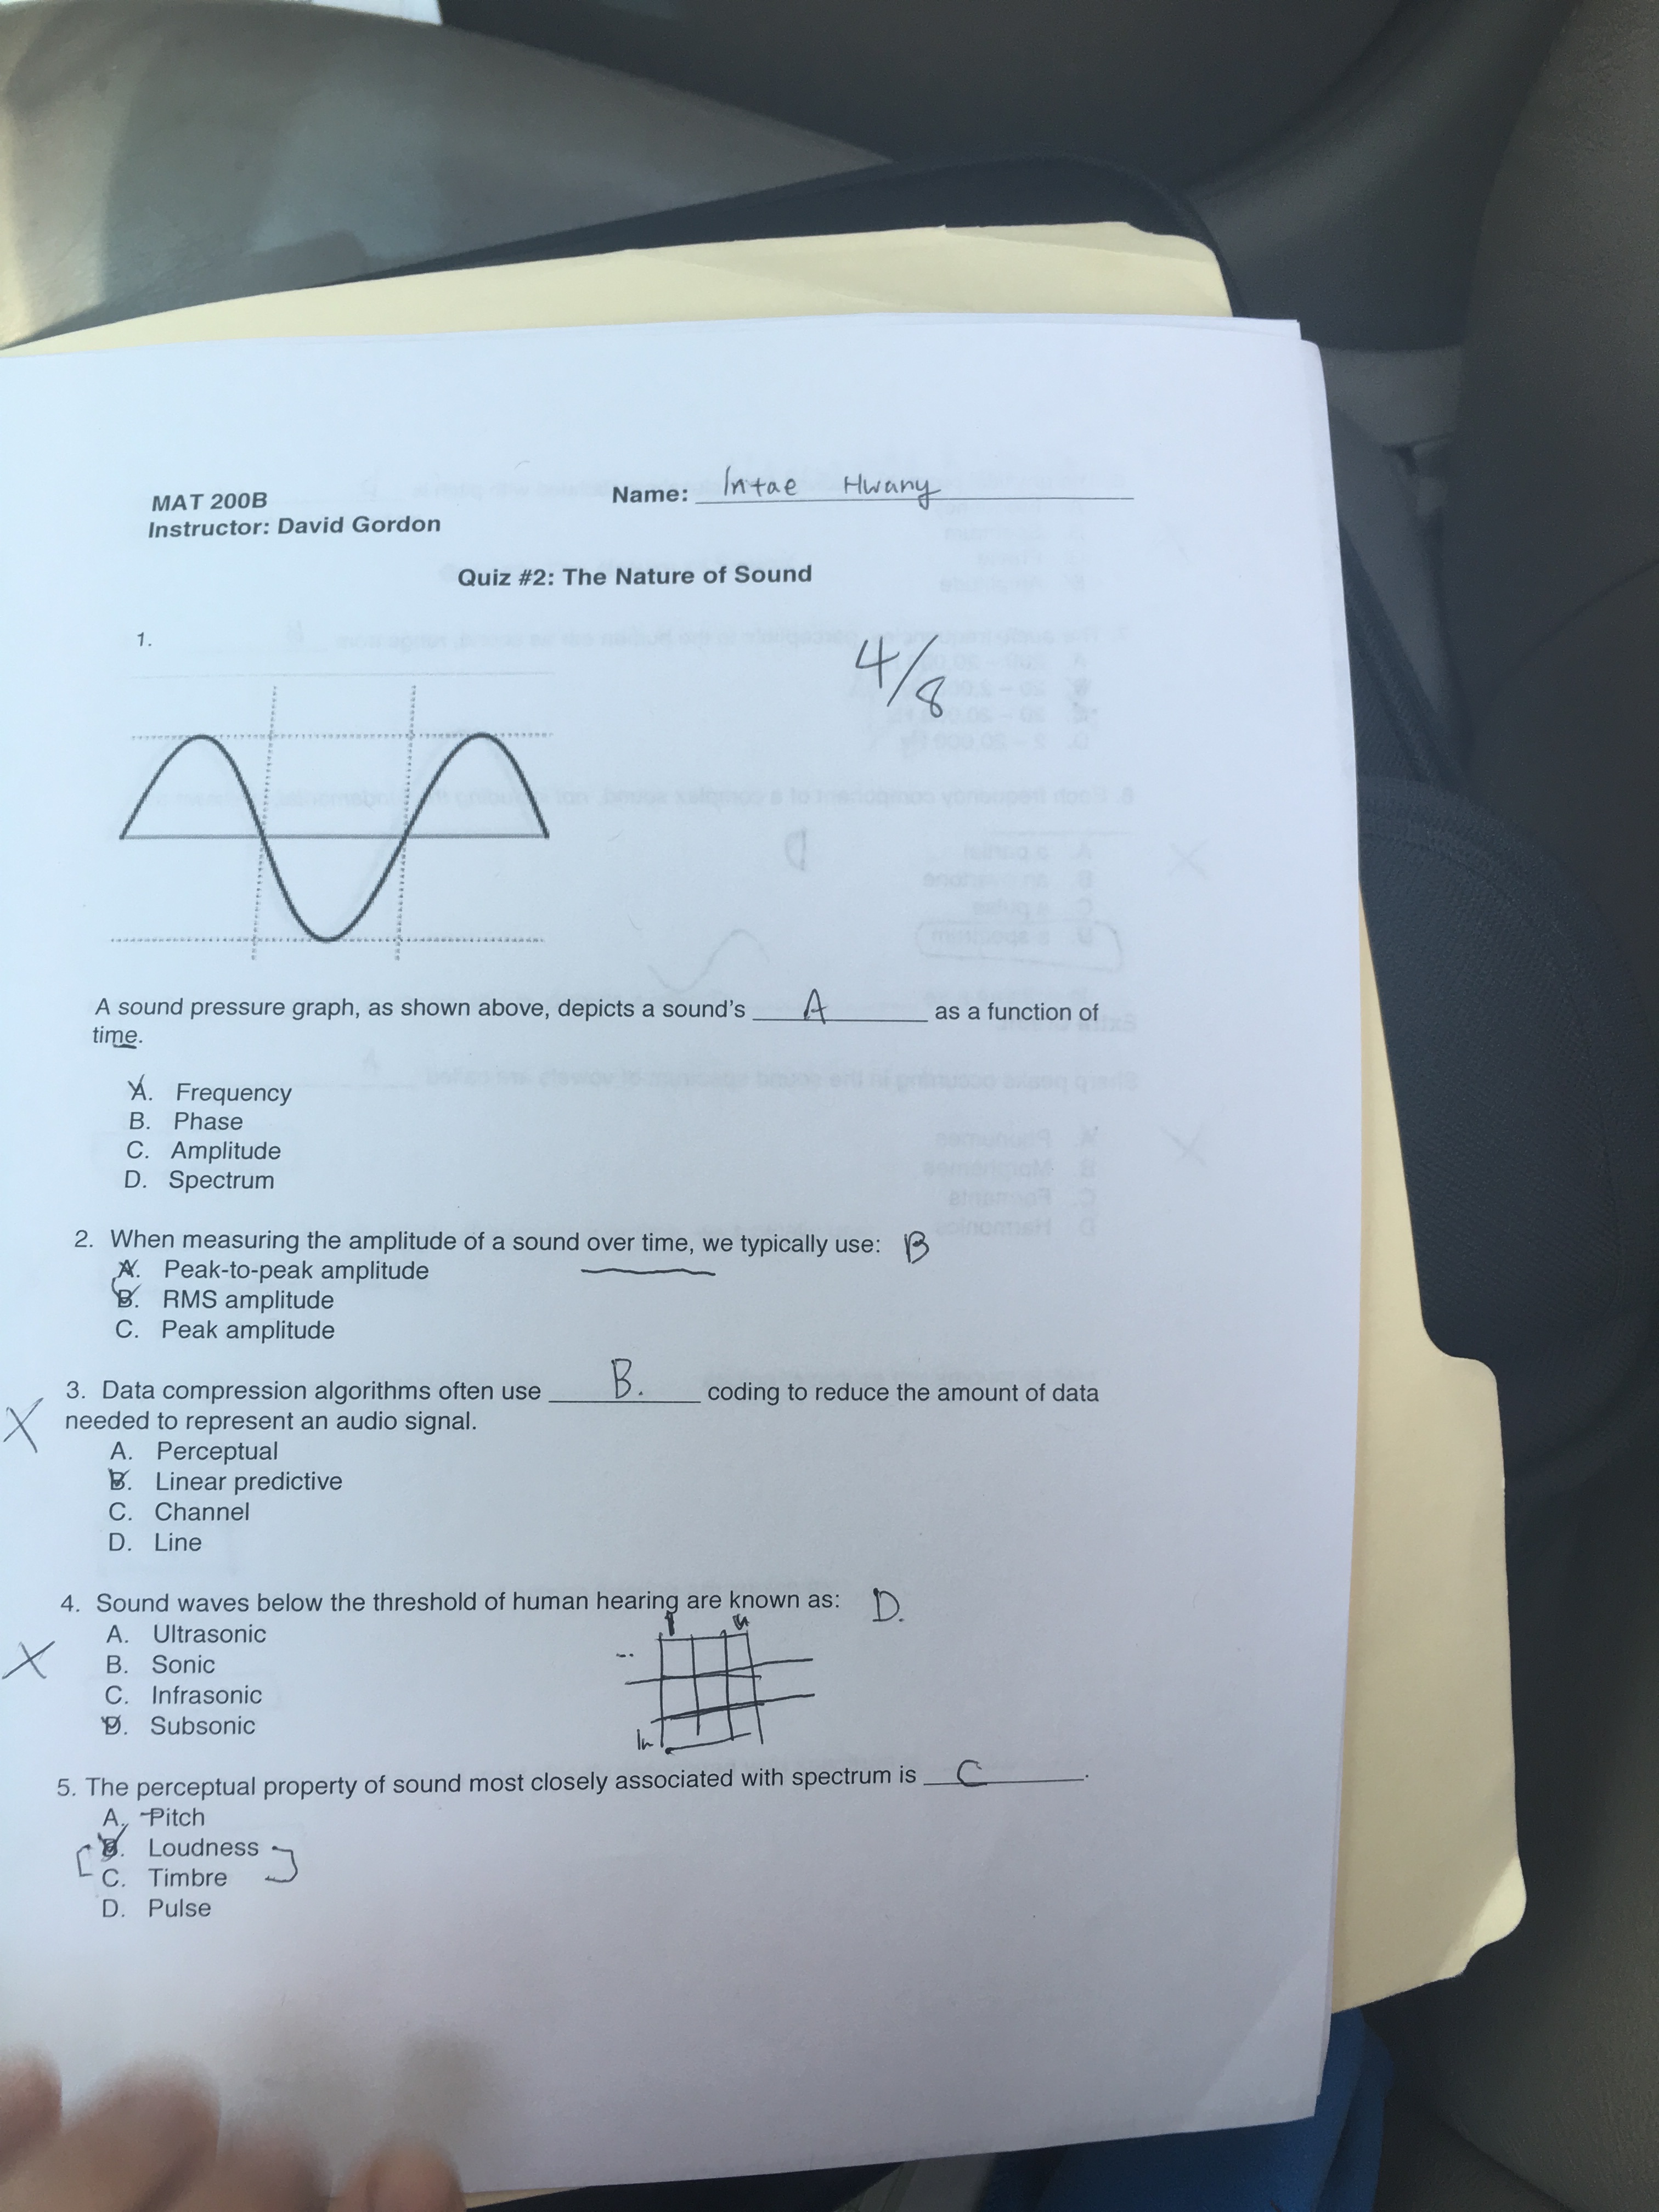 MAT 200B
Instructor: David Gordon
Name: Intae Hwang
Quiz #2: The Nature of Sound
4/8
1.
A sound pressure graph, as shown above, depicts a sound's A as a function of
time.
A. Frequency
B. Phase
C. Amplitude
D. Spectrum
2. When measuring the amplitude of a sound over time, we typically use: B
A. Peak-to-peak amplitude
B. RMS amplitude
C. Peak amplitude
3. Data compression algorithms often use B. coding to reduce the amount of data
needed to represent an audio signal.
A. Perceptual
B. Linear predictive
C. Channel
D. Line
4. Sound waves below the threshold of human hearing are known as: D.
A. Ultrasonic
B. Sonic
C. Infrasonic
D. Subsonic
5. The perceptual property of sound most closely associated with spectrum is C.
A. Pitch
B. Loudness
C. Timbre
D. Pulse